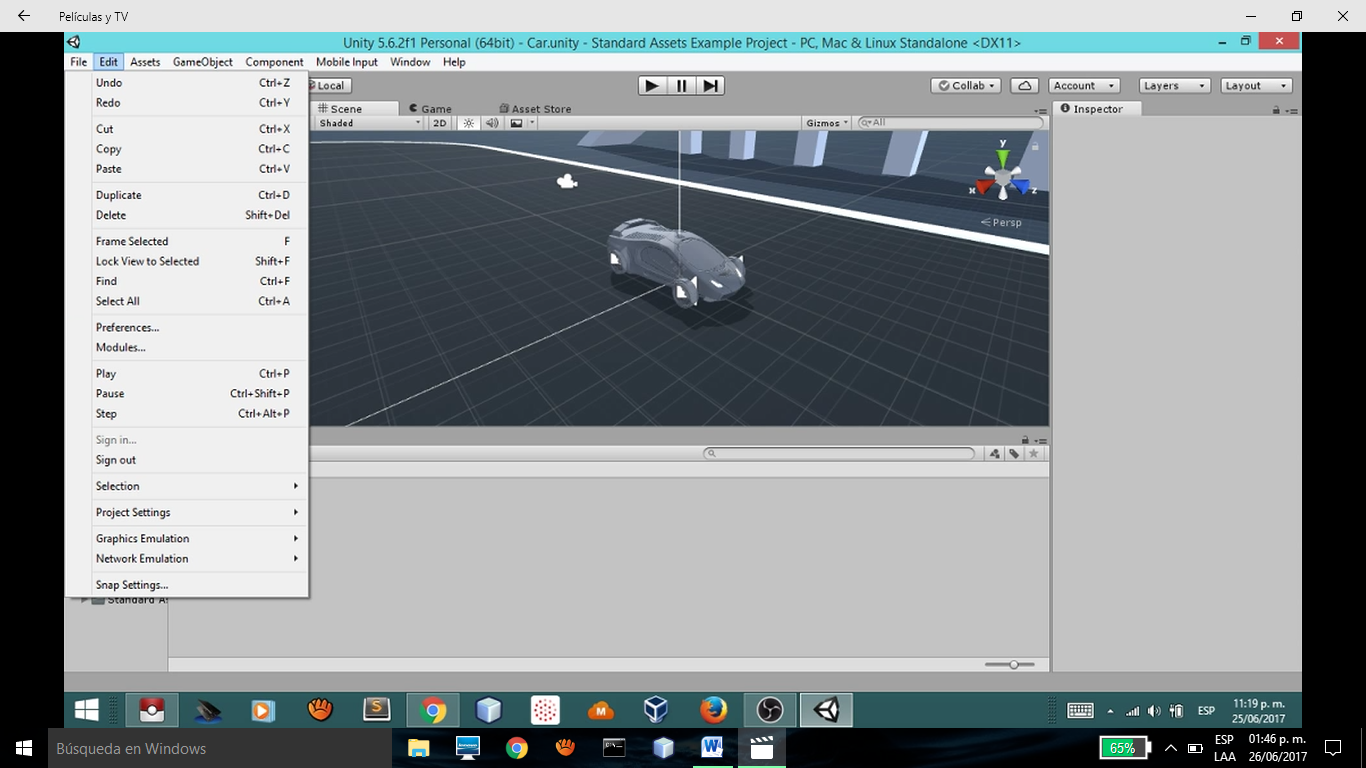 Películas y TV
Unity 5.6.2f1 Personal (64bit) - Car.unity - Standard Assets Example Project - PC, Mac & Linux Standalone <DX11>
File Edit Assets GameObject Component Mobile Input Window Help
Undo Ctrl+Z
Redo Ctrl+Y
Cut Ctrl+X
Copy Ctrl+C
Paste Ctrl+V
Duplicate Ctrl+D
Delete Shift+Del
Frame Selected F
Lock View to Selected Shift+F
Find Ctrl+F
Select All Ctrl+A
Preferences...
Modules...
Play Ctrl+P
Pause Ctrl+Shift+P
Step Ctrl+Alt+P
Sign in...
Sign out
Selection
Project Settings
Graphics Emulation
Network Emulation
Snap Settings...
Local
Collab
Account
Layers
Layout
Scene
Game
Asset Store
Shaded
2D
Gizmos
All
y
x
z
Persp
Inspector
Standard As
ESP
11:19 p. m.
25/06/2017
Búsqueda en Windows
65%
ESP
LAA
01:46 p. m.
26/06/2017